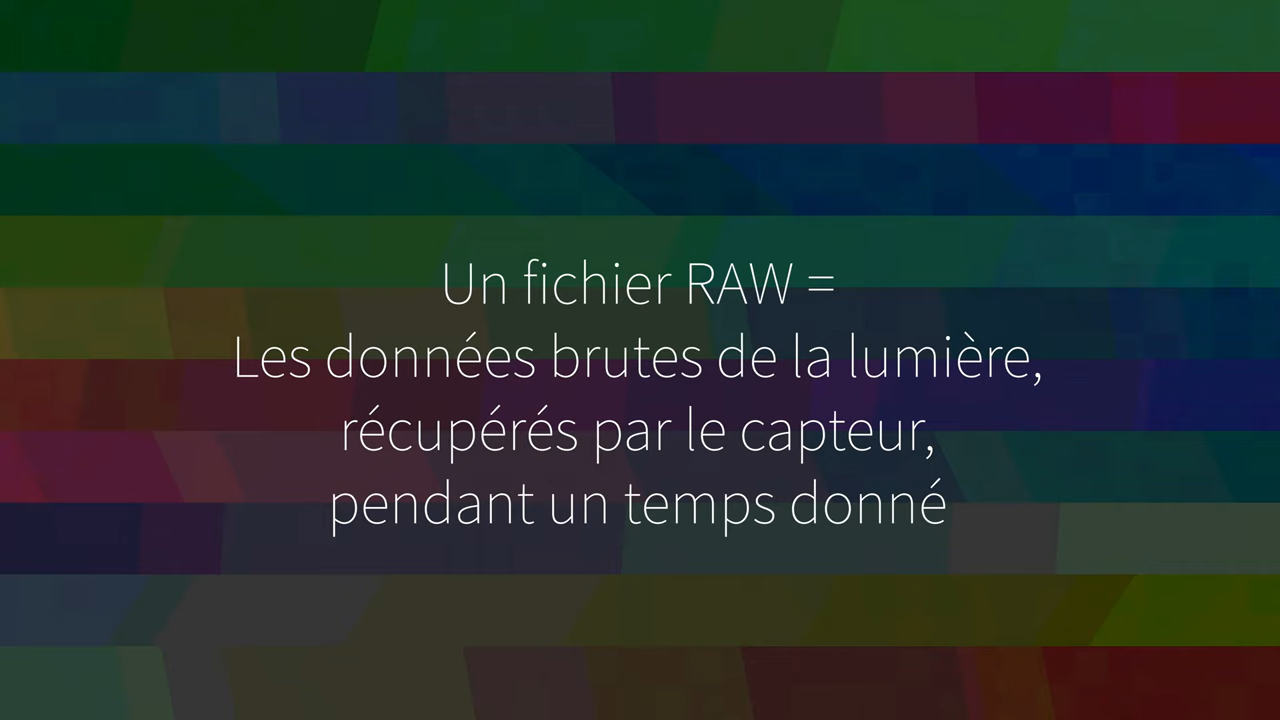 Un fichier RAW =
Les données brutes de la lumière,
récupérés par le capteur,
pendant un temps donné